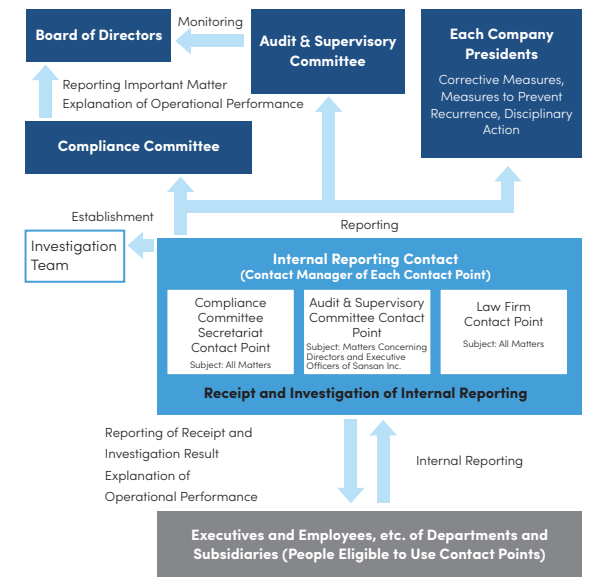 Board of Directors
Monitoring
Audit & Supervisory
Committee
Each Company
Presidents
Corrective Measures,
Measures to Prevent
Recurrence, Disciplinary
Action
Reporting Important Matter
Explanation of Operational Performance
Compliance Committee
Establishment
Reporting
Investigation
Team
Internal Reporting Contact
(Contact Manager of Each Contact Point)
Compliance
Committee
Secretariat
Contact Point
Subject: All Matters
Audit & Supervisory
Committee Contact
Point
Subject: Matters Concerning
Directors and Executive
Officers of Sansan Inc.
Law Firm
Contact Point
Subject: All Matters
Receipt and Investigation of Internal Reporting
Reporting of Receipt and
Investigation Result
Explanation of
Operational Performance
Internal Reporting
Executives and Employees, etc. of Departments and
Subsidiaries (People Eligible to Use Contact Points)